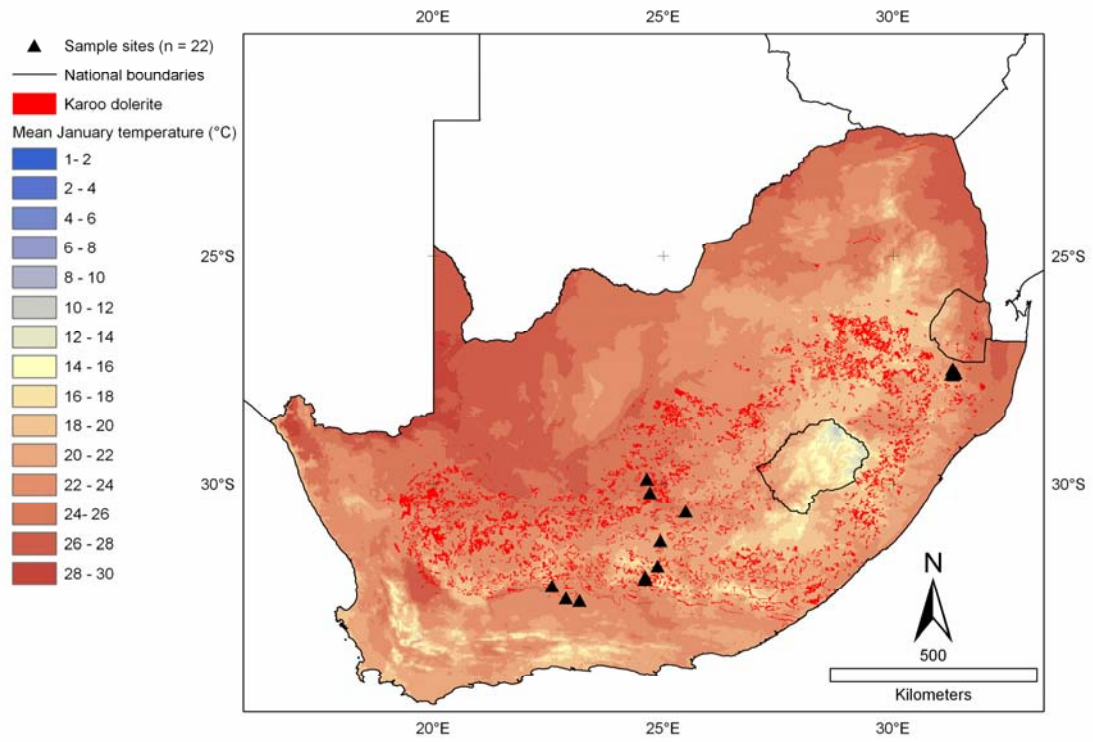 20°E 25°E 30°E
Sample sites (n = 22)
National boundaries
Karoo dolerite
Mean January temperature (°C)
1- 2
2 - 4
4 - 6
6 - 8
8 - 10
10 - 12
12 - 14
14 - 16
16 - 18
18 - 20
20 - 22
22 - 24
24 - 26
26 - 28
28 - 30
25°S 25°S
30°S 30°S
N
500
Kilometers
20°E 25°E 30°E